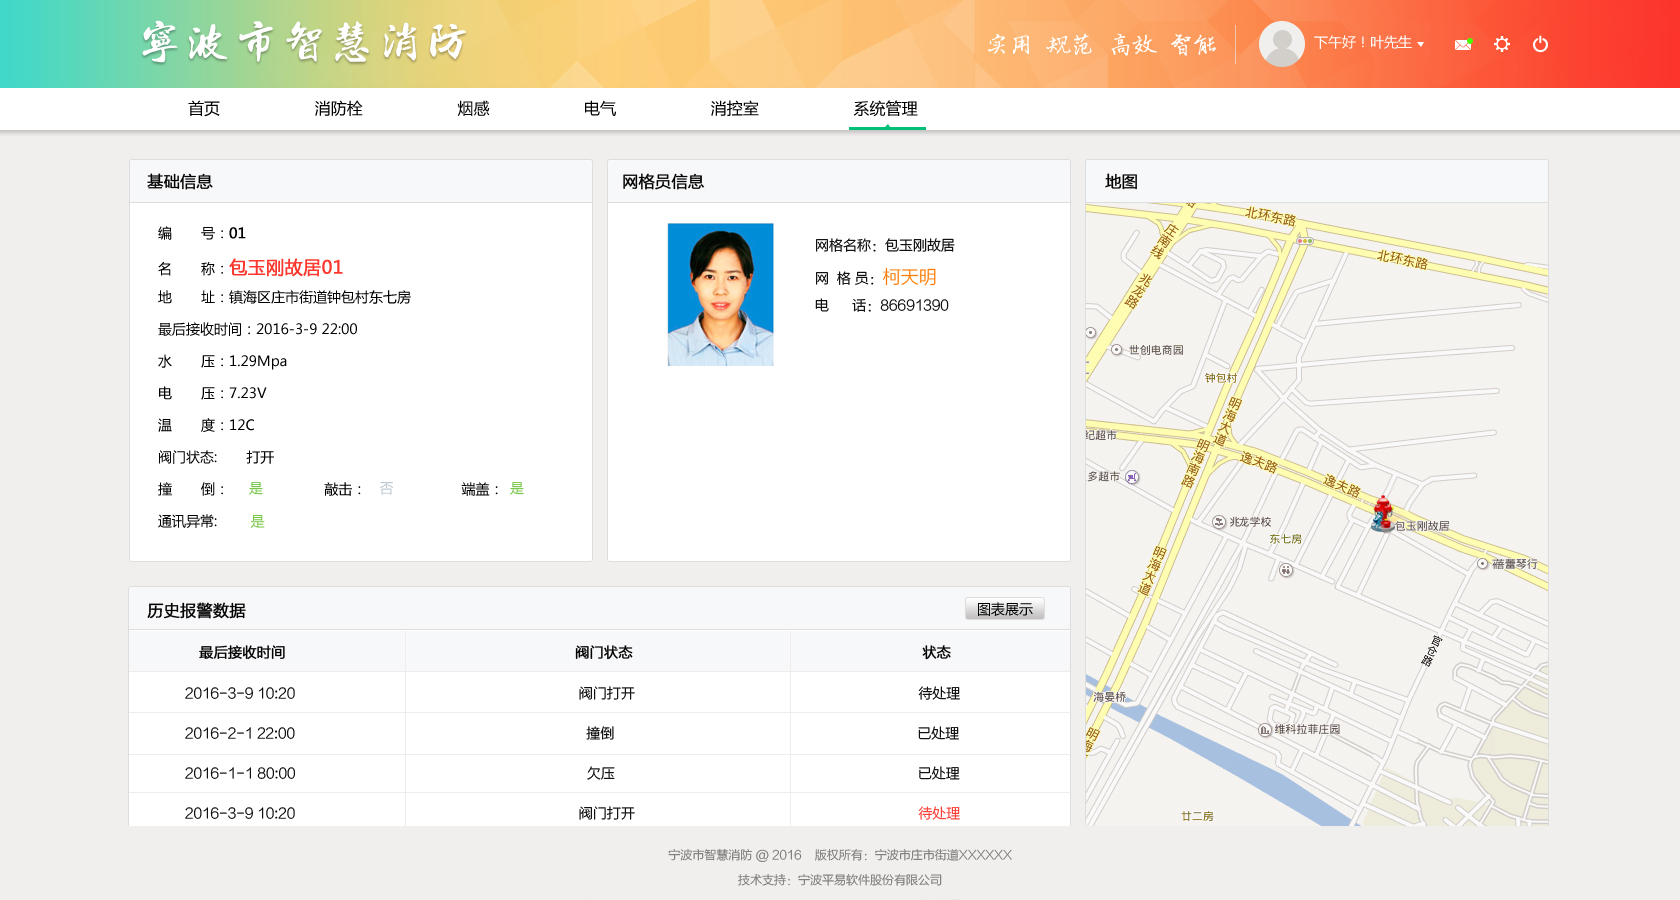 宁波市智慧消防
实用 规范 高效 智能
下午好！叶先生
首页 消防栓 烟感 电气 消控室 系统管理
基础信息
编 号：01
名 称：包玉刚故居01
地 址：镇海区庄市街道钟包村东七房
最后接收时间：2016-3-9 22:00
水 压：1.29Mpa
电 压：7.23V
温 度：12C
阀门状态: 打开
撞 倒： 是 敲击： 否 端盖： 是
通讯异常: 是
网格员信息
网格名称：包玉刚故居
网 格 员：柯天明
电 话：86691390
地图
北环东路
北环东路
庄南线
兆龙路
世创电商园
钟包村
明海大道
纪超市
明海南路
逸夫路
多超市
逸夫路
兆龙学校
包玉刚故居
东七房
明海大道
蓓蕾琴行
官仓路
海晏桥
维科拉菲庄园
明海
廿二房
历史报警数据
图表展示
最后接收时间 阀门状态 状态
2016-3-9 10:20 阀门打开 待处理
2016-2-1 22:00 撞倒 已处理
2016-1-1 80:00 欠压 已处理
2016-3-9 10:20 阀门打开 待处理
宁波市智慧消防 @ 2016 版权所有：宁波市庄市街道XXXXXX
技术支持：宁波平易软件股份有限公司